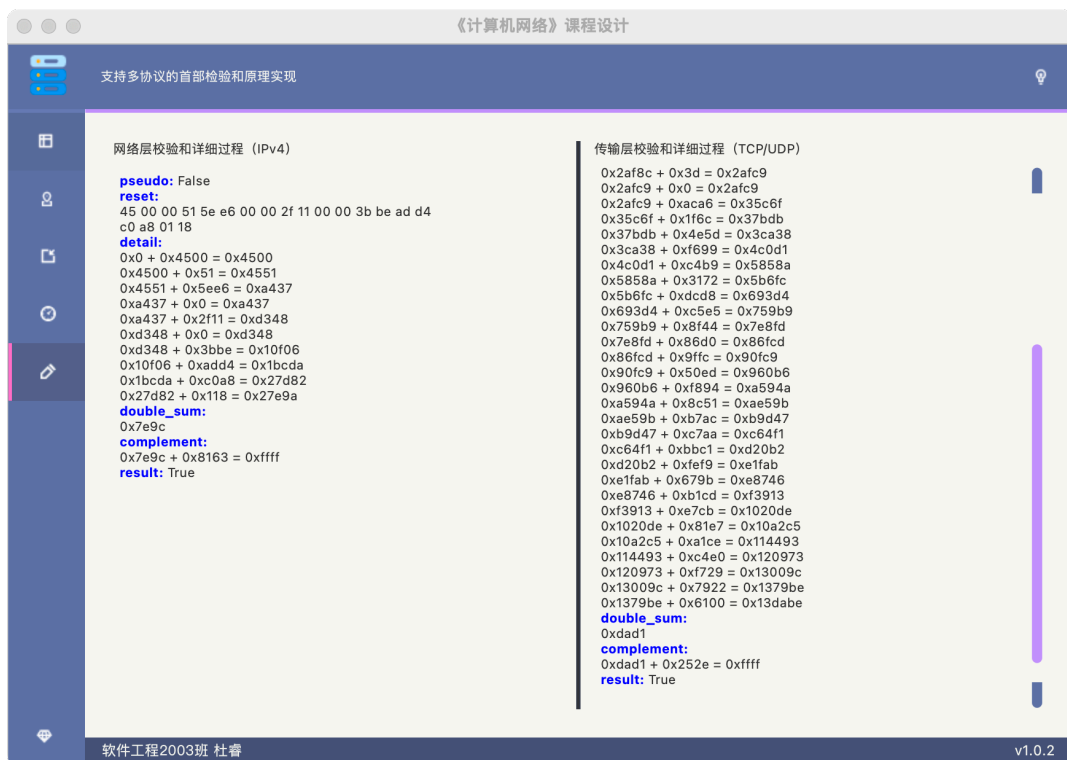 《计算机网络》课程设计
支持多协议的首部检验和原理实现
网络层校验和详细过程（IPv4）
pseudo: False
reset:
45 00 00 51 5e e6 00 00 2f 11 00 00 3b be ad d4
c0 a8 01 18
detail:
0x0 + 0x4500 = 0x4500
0x4500 + 0x51 = 0x4551
0x4551 + 0x5ee6 = 0xa437
0xa437 + 0x0 = 0xa437
0xa437 + 0x2f11 = 0xd348
0xd348 + 0x0 = 0xd348
0xd348 + 0x3bbe = 0x10f06
0x10f06 + 0xadd4 = 0x1bcda
0x1bcda + 0xc0a8 = 0x27d82
0x27d82 + 0x118 = 0x27e9a
double_sum:
0x7e9c
complement:
0x7e9c + 0x8163 = 0xffff
result: True
传输层校验和详细过程（TCP/UDP）
0x2af8c + 0x3d = 0x2afc9
0x2afc9 + 0x0 = 0x2afc9
0x2afc9 + 0xaca6 = 0x35c6f
0x35c6f + 0x1f6c = 0x37bdb
0x37bdb + 0x4e5d = 0x3ca38
0x3ca38 + 0xf699 = 0x4c0d1
0x4c0d1 + 0xc4b9 = 0x5858a
0x5858a + 0x3172 = 0x5b6fc
0x5b6fc + 0xdcd8 = 0x693d4
0x693d4 + 0xc5e5 = 0x759b9
0x759b9 + 0x8f44 = 0x7e8fd
0x7e8fd + 0x86d0 = 0x86fcd
0x86fcd + 0x9ffc = 0x90fc9
0x90fc9 + 0x50ed = 0x960b6
0x960b6 + 0xf894 = 0xa594a
0xa594a + 0x8c51 = 0xae59b
0xae59b + 0xb7ac = 0xb9d47
0xb9d47 + 0xc7aa = 0xc64f1
0xc64f1 + 0xbbc1 = 0xd20b2
0xd20b2 + 0xfef9 = 0xe1fab
0xe1fab + 0x679b = 0xe8746
0xe8746 + 0xb1cd = 0xf3913
0xf3913 + 0xe7cb = 0x1020de
0x1020de + 0x81e7 = 0x10a2c5
0x10a2c5 + 0xa1ce = 0x114493
0x114493 + 0xc4e0 = 0x120973
0x120973 + 0xf729 = 0x13009c
0x13009c + 0x7922 = 0x1379be
0x1379be + 0x6100 = 0x13dabe
double_sum:
0xdad1
complement:
0xdad1 + 0x252e = 0xffff
result: True
软件工程2003班 杜睿
v1.0.2